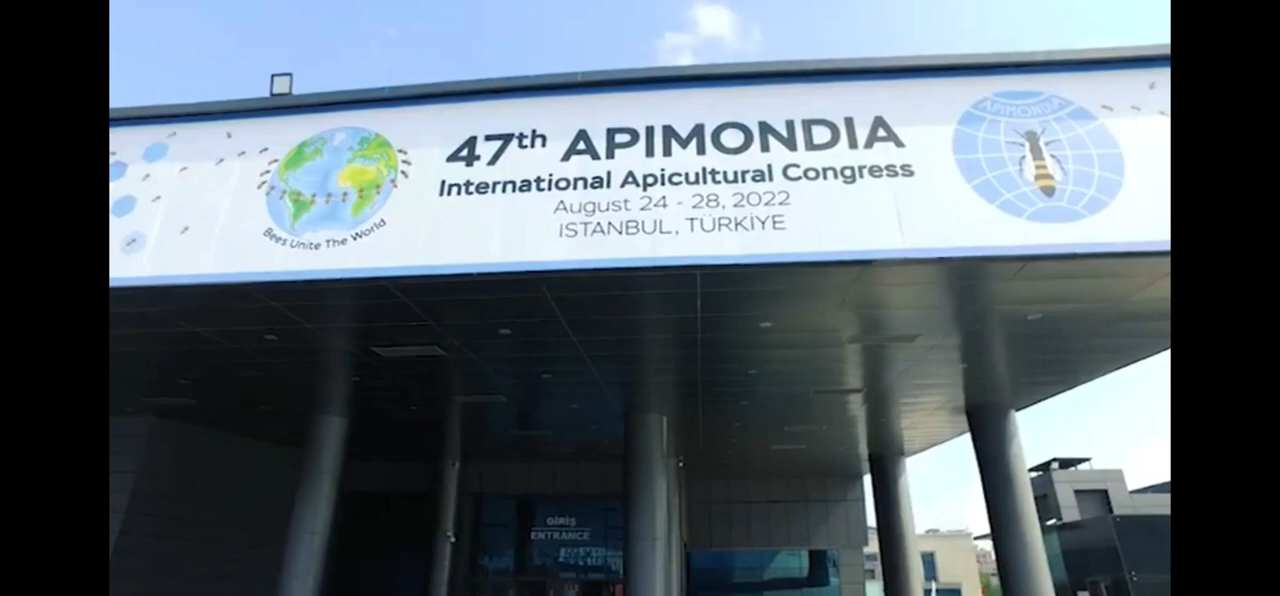 47th APIMONDIA
International Apicultural Congress
August 24 - 28, 2022
ISTANBUL, TÜRKİYE
Bees Unite The World
APIMONDIA
GİRİŞ
ENTRANCE